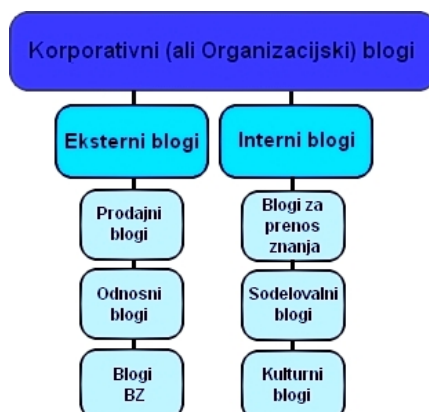 Korporativni (ali Organizacijski) blogi
Eksterni blogi
Interni blogi
Prodajni
blogi
Blogi za
prenos
znanja
Odnosni
blogi
Sodelovalni
blogi
Blogi
BZ
Kulturni
blogi